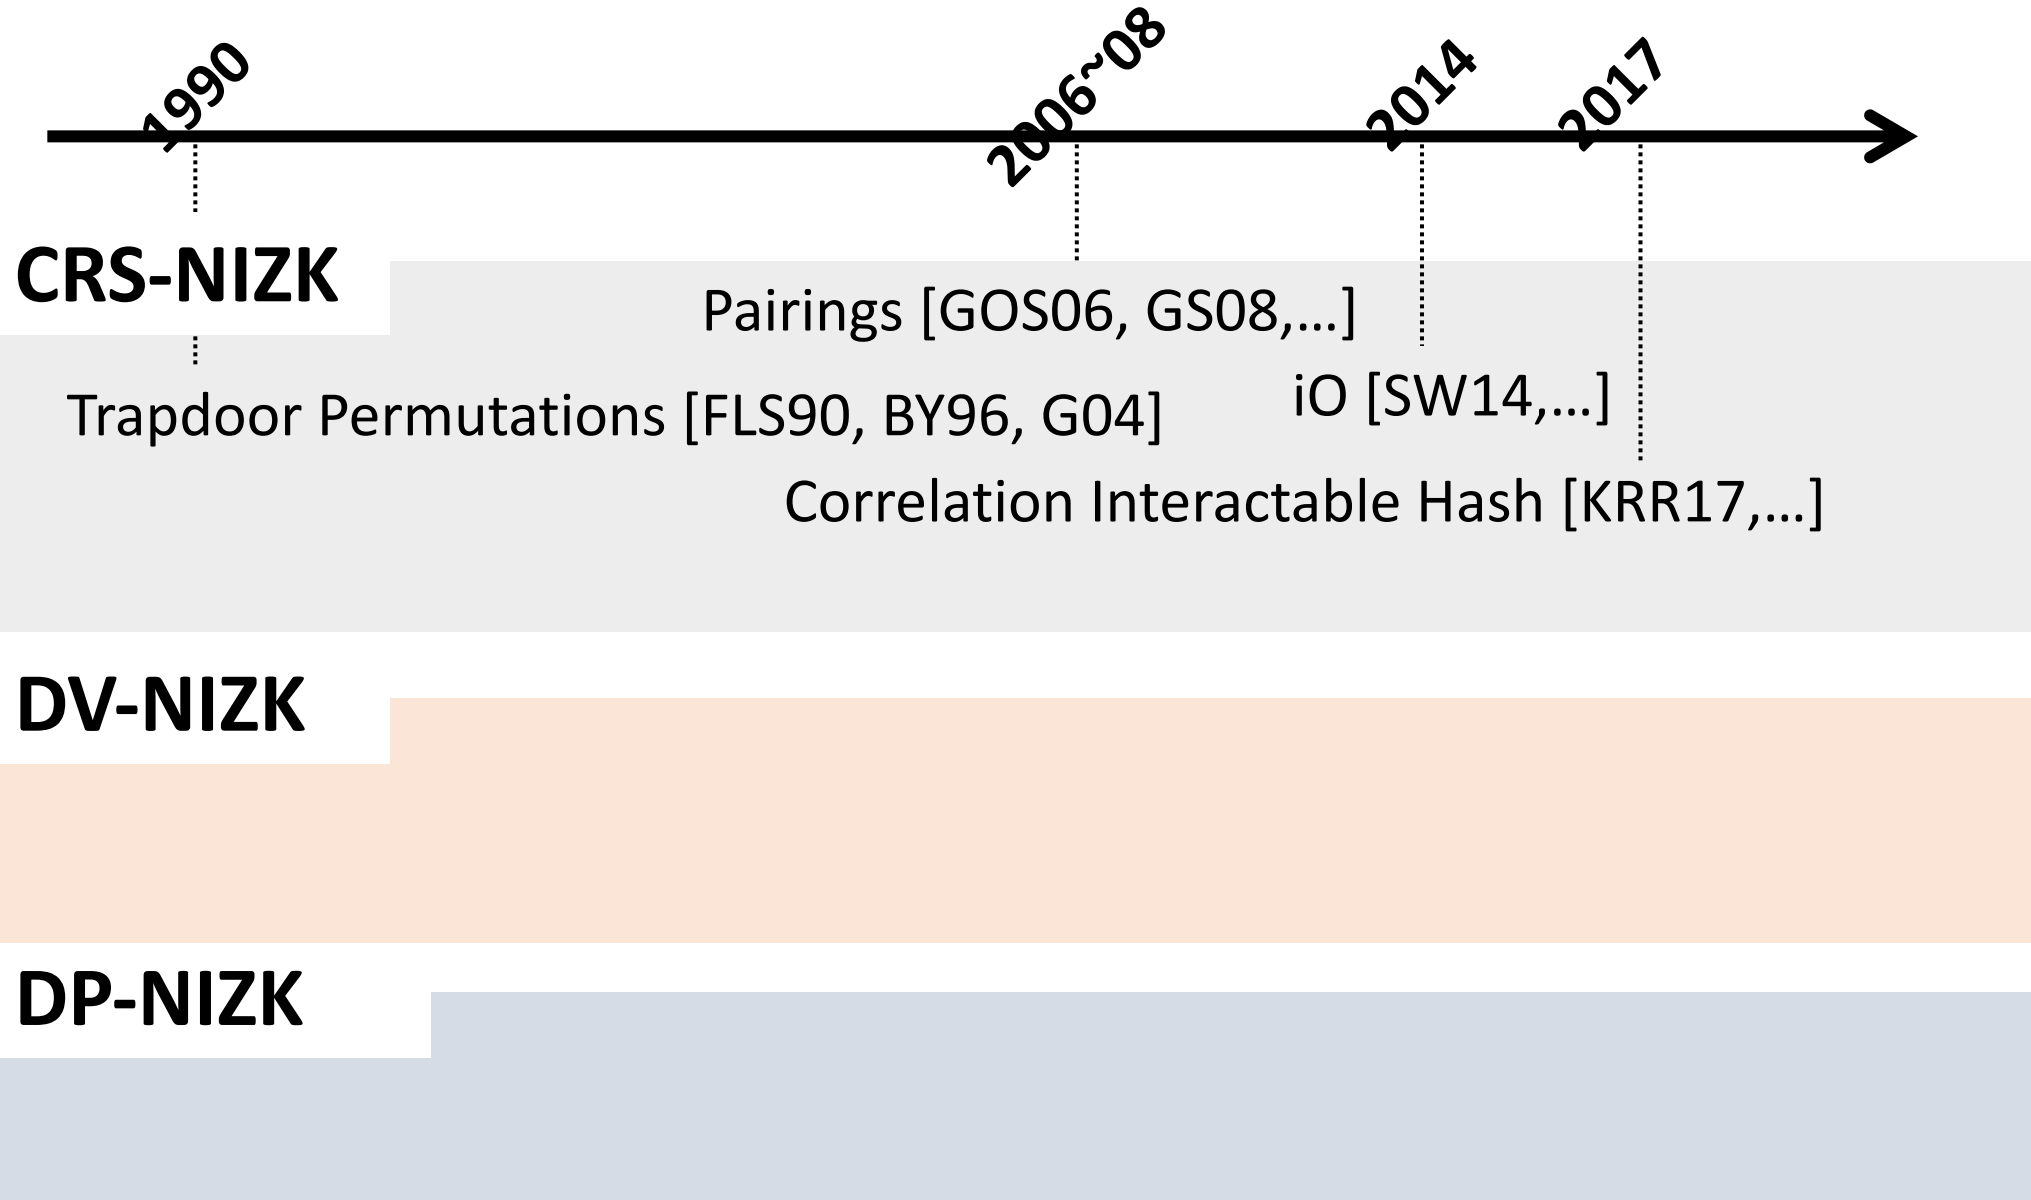 1990
2006~08
2014
2017
CRS-NIZK
Pairings [GOS06, GS08,...]
iO [SW14,...]
Trapdoor Permutations [FLS90, BY96, G04]
Correlation Interactable Hash [KRR17,...]
DV-NIZK
DP-NIZK